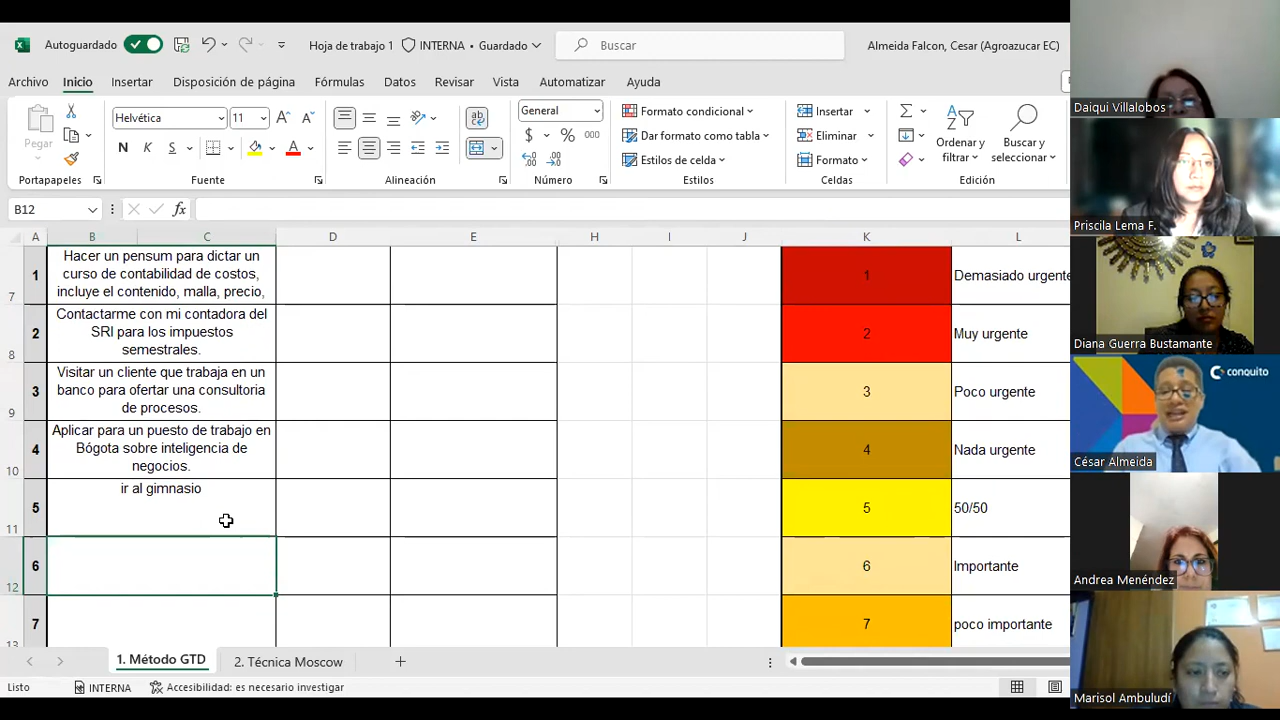 Autoguardado
Hoja de trabajo 1
INTERNA • Guardado
Buscar
Almeida Falcon, Cesar (Agroazucar EC)
Archivo Inicio Insertar Disposición de página Fórmulas Datos Revisar Vista Automatizar Ayuda
Pegar
Helvética 11
N K S
General
$ % 000
Formato condicional
Dar formato como tabla
Estilos de celda
Insertar
Eliminar
Formato
Ordenar y filtrar
Buscar y seleccionar
Portapapeles Fuente Alineación Número Estilos Celdas Edición
B12
fx
A B C D E H I J K L
7
1
Hacer un pensum para dictar un
curso de contabilidad de costos,
incluye el contenido, malla, precio,
1
Demasiado urgente
8
2
Contactarme con mi contadora del
SRI para los impuestos
semestrales.
2
Muy urgente
9
3
Visitar un cliente que trabaja en un
banco para ofertar una consultoria
de procesos.
3
Poco urgente
10
4
Aplicar para un puesto de trabajo en
Bógota sobre inteligencia de
negocios.
4
Nada urgente
11
5
ir al gimnasio
5
50/50
12
6
6
Importante
13
7
7
poco importante
1. Método GTD
2. Técnica Moscow
Listo
INTERNA
Accesibilidad: es necesario investigar
Daiqui Villalobos
Priscila Lema F.
Diana Guerra Bustamante
conquito
César Almeida
Andrea Menéndez
Marisol Ambuludí